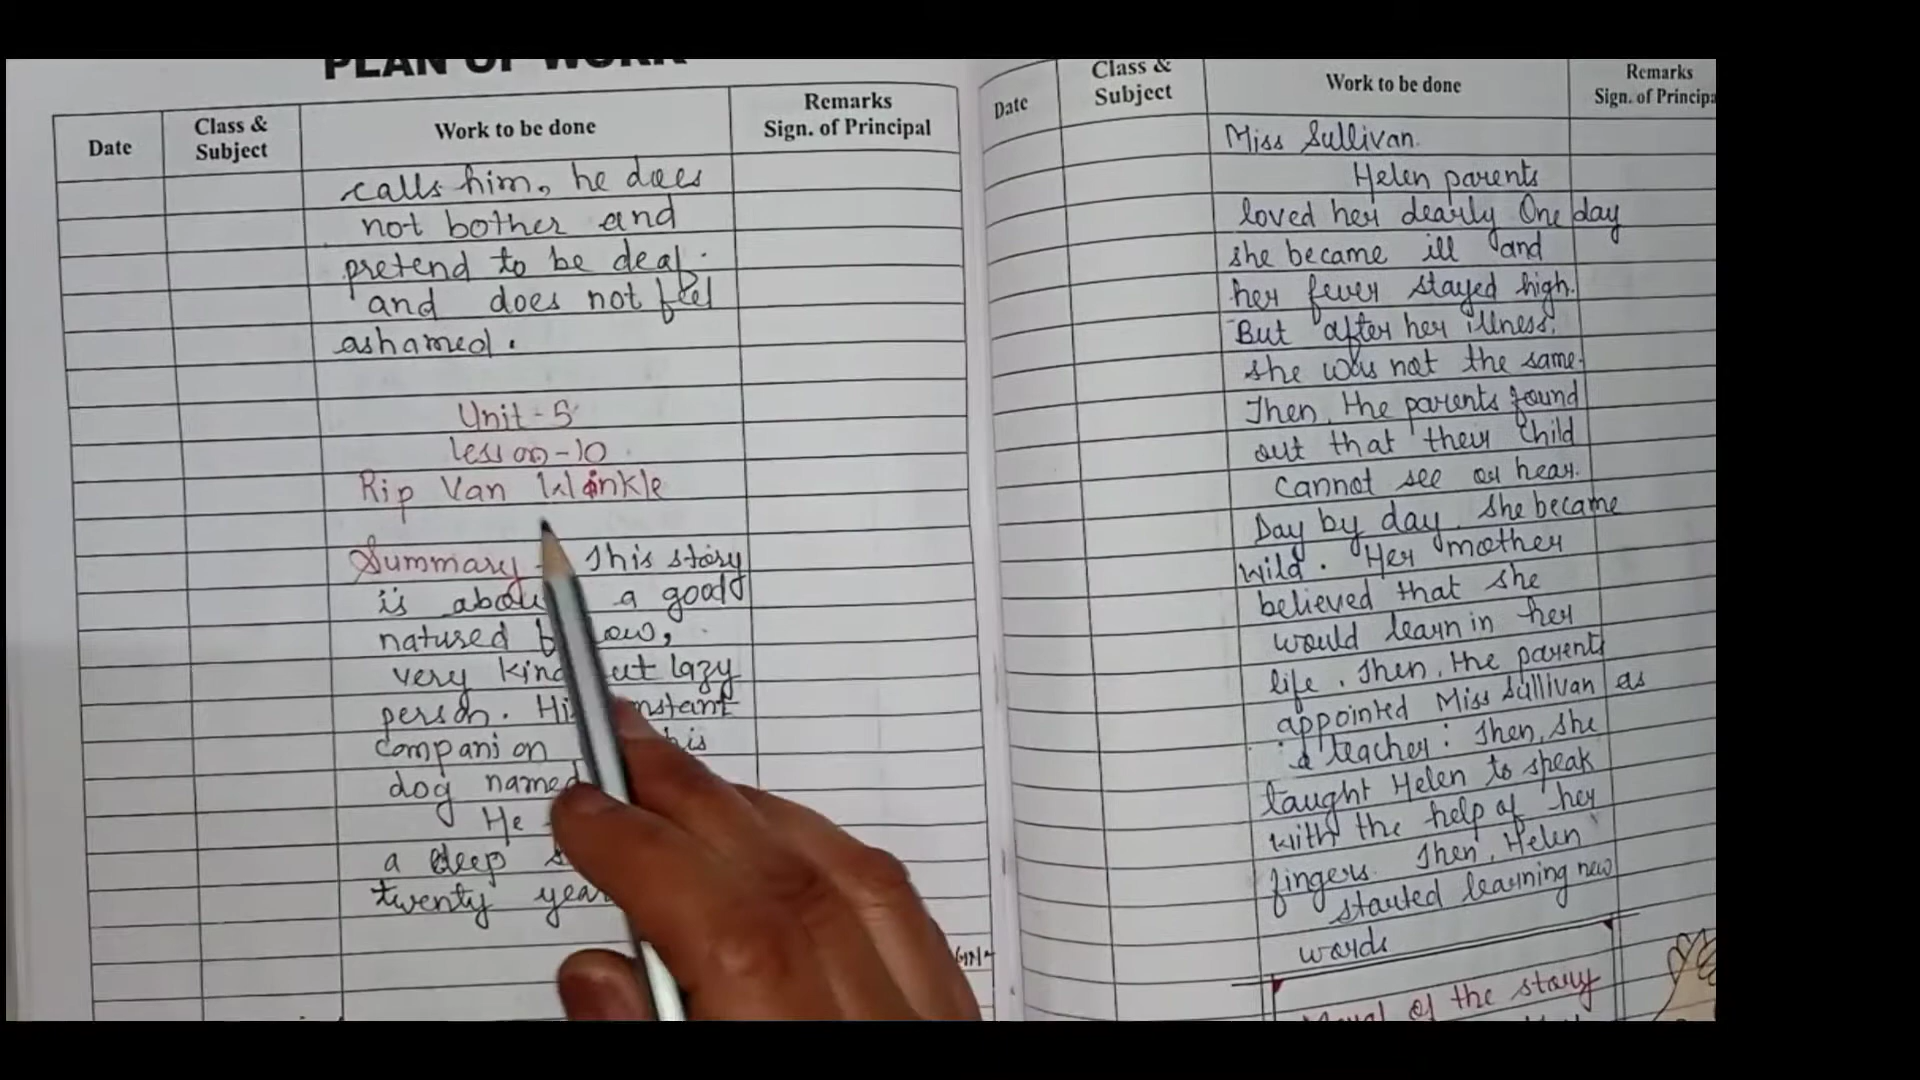 PLAN OF WORK
Date
Class &
Subject
Work to be done
Remarks
Sign. of Principal
calls him, he does
not bother and
pretend to be deaf.
and does not feel
ashamed.
Unit - 5
lesson - 10
Rip Van Winkle
Summary - This story
is a good
natured
very kind lazy
person.
companion his
dog named
He
a deep
twenty
Date
Class &
Subject
Work to be done
Remarks
Sign. of Principa
Miss Sullivan.
Helen parents
loved her dearly One day
she became ill and
her fever stayed high.
But after her illness,
she was not the same.
Then, the parents found
out that their child
cannot see or hear.
Day by day, she became
wild. Her mother
believed that she
would learn in her
life. Then, the parents
appointed Miss Sullivan as
a teacher. Then, she
taught Helen to speak
with the help of her
fingers. Then, Helen
started learning new
words
Moral of the story